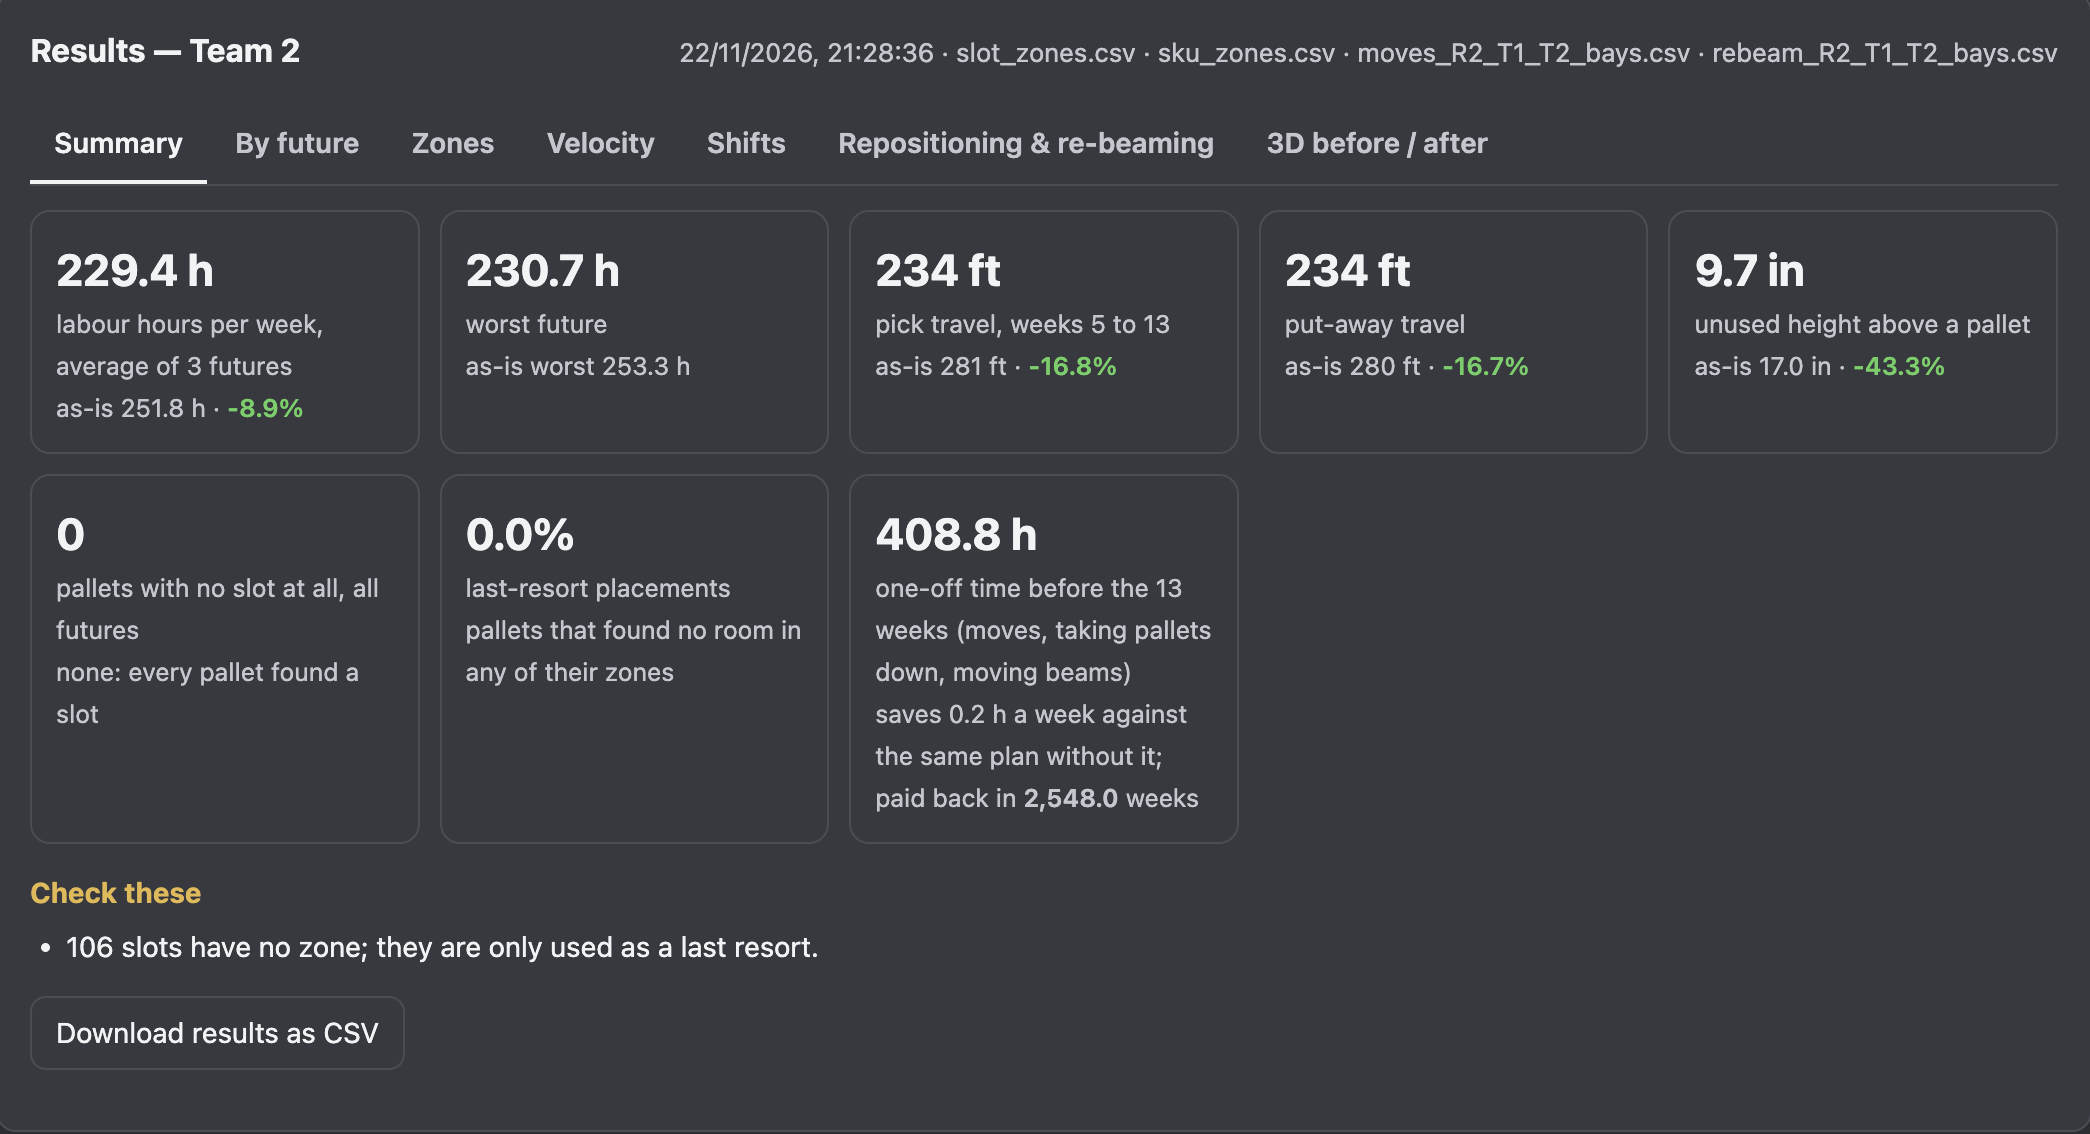 Results — Team 2
22/11/2026, 21:28:36 · slot_zones.csv · sku_zones.csv · moves_R2_T1_T2_bays.csv · rebeam_R2_T1_T2_bays.csv
Summary
By future
Zones
Velocity
Shifts
Repositioning & re-beaming
3D before / after
229.4 h
labour hours per week,
average of 3 futures
as-is 251.8 h · -8.9%
230.7 h
worst future
as-is worst 253.3 h
234 ft
pick travel, weeks 5 to 13
as-is 281 ft · -16.8%
234 ft
put-away travel
as-is 280 ft · -16.7%
9.7 in
unused height above a pallet
as-is 17.0 in · -43.3%
0
pallets with no slot at all, all
futures
none: every pallet found a
slot
0.0%
last-resort placements
pallets that found no room in
any of their zones
408.8 h
one-off time before the 13
weeks (moves, taking pallets
down, moving beams)
saves 0.2 h a week against
the same plan without it;
paid back in 2,548.0 weeks
Check these
• 106 slots have no zone; they are only used as a last resort.
Download results as CSV